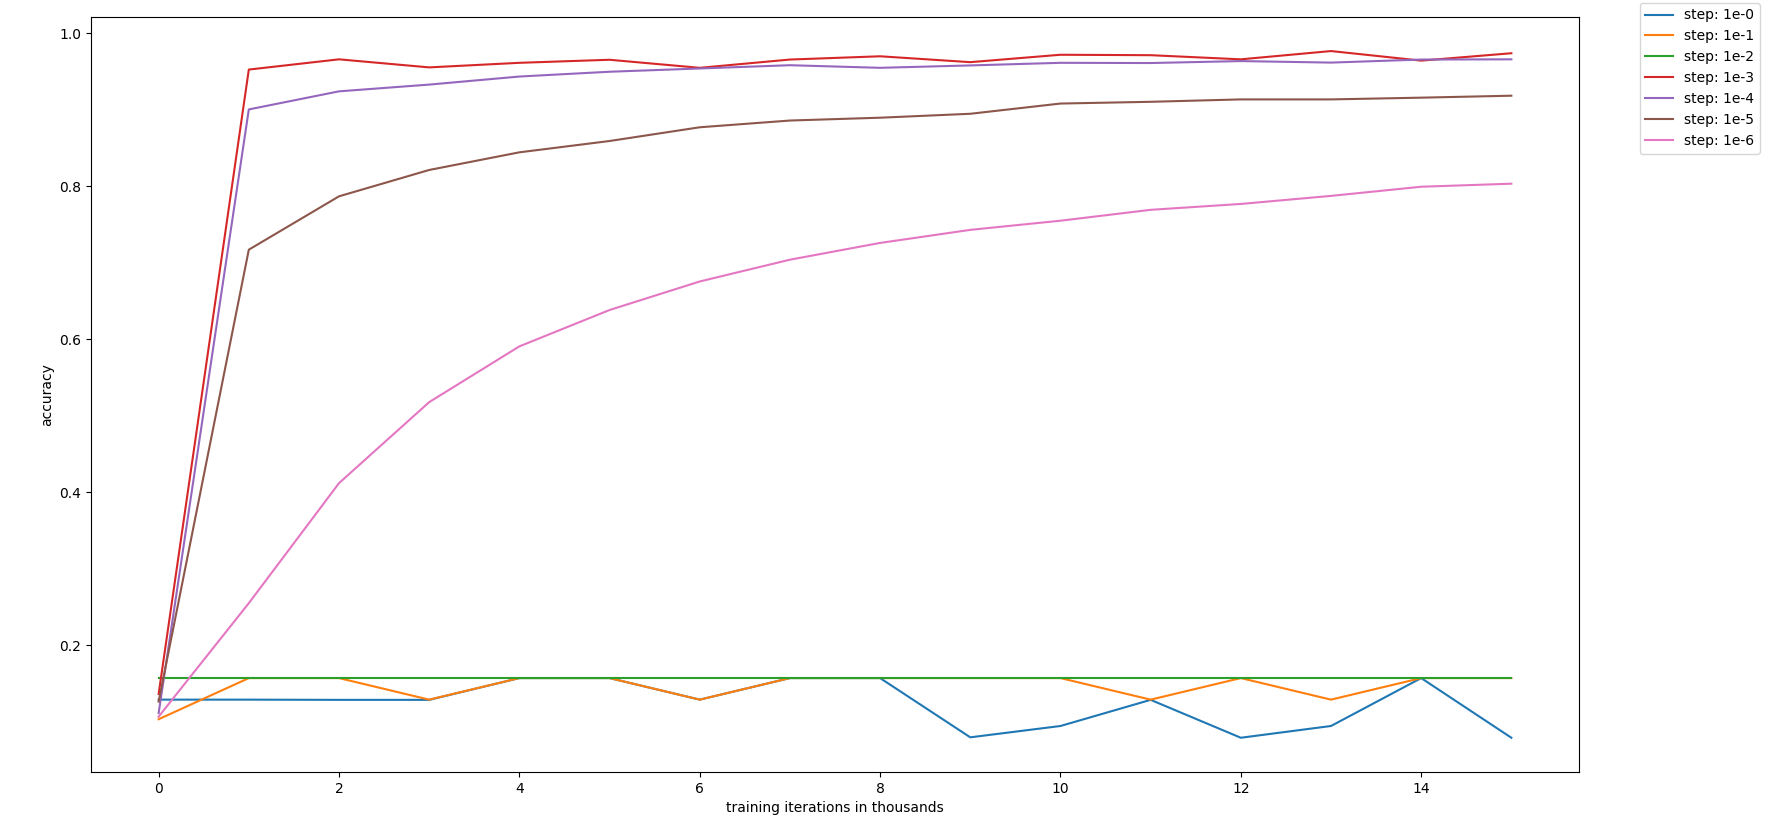 step: 1e-0
step: 1e-1
step: 1e-2
step: 1e-3
step: 1e-4
step: 1e-5
step: 1e-6
1.0
0.8
0.6
0.4
0.2
accuracy
0 2 4 6 8 10 12 14
training iterations in thousands